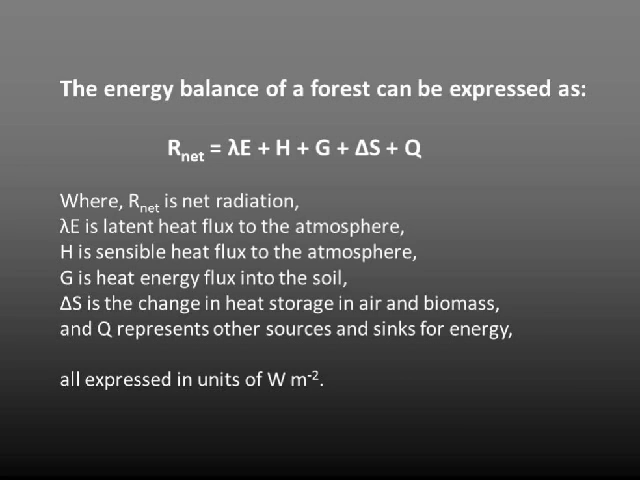 The energy balance of a forest can be expressed as:
Rnet = λE + H + G + ΔS + Q
Where, Rnet is net radiation,
λE is latent heat flux to the atmosphere,
H is sensible heat flux to the atmosphere,
G is heat energy flux into the soil,
ΔS is the change in heat storage in air and biomass,
and Q represents other sources and sinks for energy,
all expressed in units of W m-2.